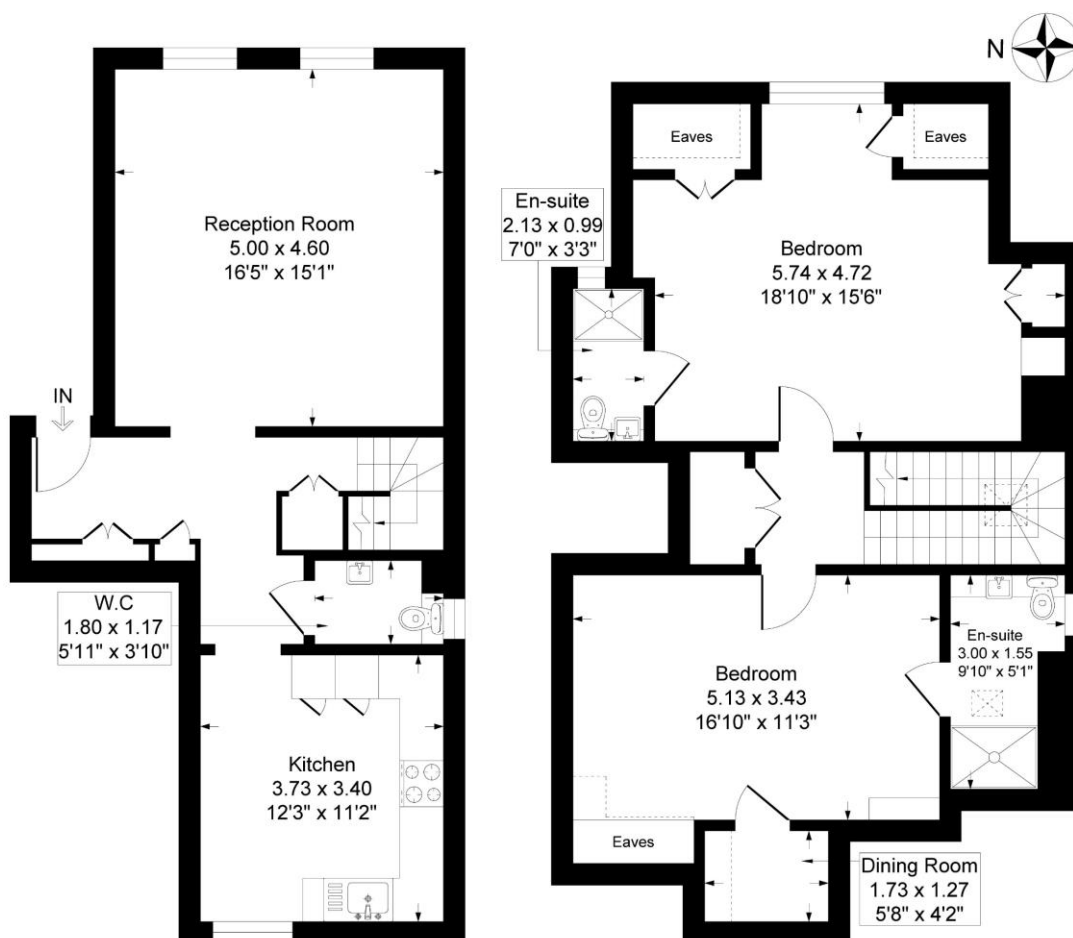 N
Reception Room
5.00 x 4.60
16'5" x 15'1"
IN
W.C
1.80 x 1.17
5'11" x 3'10"
Kitchen
3.73 x 3.40
12'3" x 11'2"
Eaves
Eaves
En-suite
2.13 x 0.99
7'0" x 3'3"
Bedroom
5.74 x 4.72
18'10" x 15'6"
En-suite
3.00 x 1.55
9'10" x 5'1"
Bedroom
5.13 x 3.43
16'10" x 11'3"
Eaves
Dining Room
1.73 x 1.27
5'8" x 4'2"